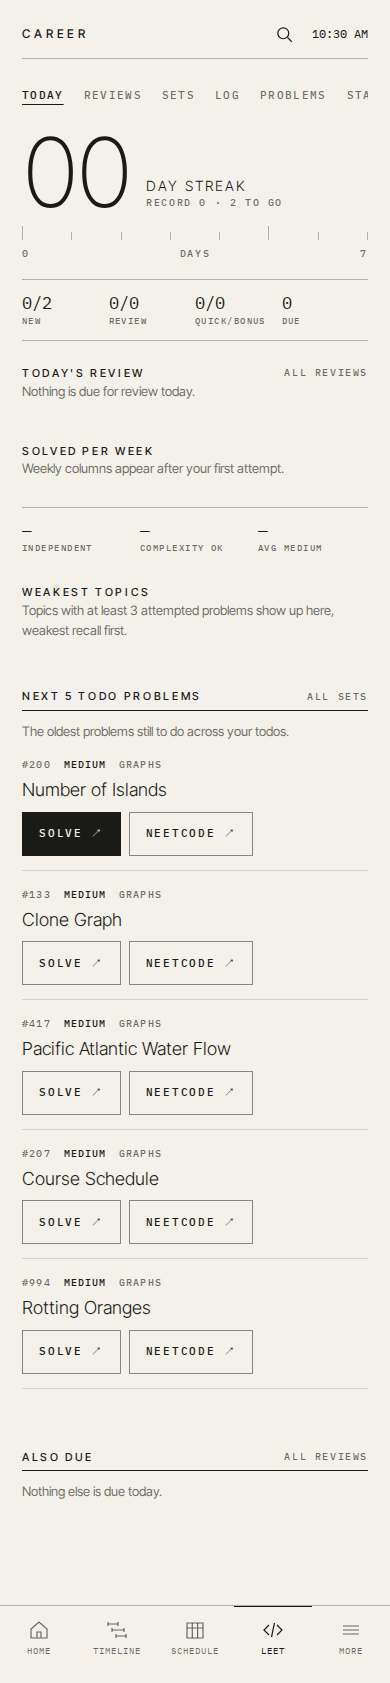 CAREER 10:30 AM
TODAY REVIEWS SETS LOG PROBLEMS STA
00
DAY STREAK
RECORD 0 · 2 TO GO
0 DAYS 7
0/2 0/0 0/0 0
NEW REVIEW QUICK/BONUS DUE
TODAY'S REVIEW ALL REVIEWS
Nothing is due for review today.
SOLVED PER WEEK
Weekly columns appear after your first attempt.
— — —
INDEPENDENT COMPLEXITY OK AVG MEDIUM
WEAKEST TOPICS
Topics with at least 3 attempted problems show up here,
weakest recall first.
NEXT 5 TODO PROBLEMS ALL SETS
The oldest problems still to do across your todos.
#200 MEDIUM GRAPHS
Number of Islands
SOLVE ↗ NEETCODE ↗
#133 MEDIUM GRAPHS
Clone Graph
SOLVE ↗ NEETCODE ↗
#417 MEDIUM GRAPHS
Pacific Atlantic Water Flow
SOLVE ↗ NEETCODE ↗
#207 MEDIUM GRAPHS
Course Schedule
SOLVE ↗ NEETCODE ↗
#994 MEDIUM GRAPHS
Rotting Oranges
SOLVE ↗ NEETCODE ↗
ALSO DUE ALL REVIEWS
Nothing else is due today.
HOME TIMELINE SCHEDULE LEET MORE